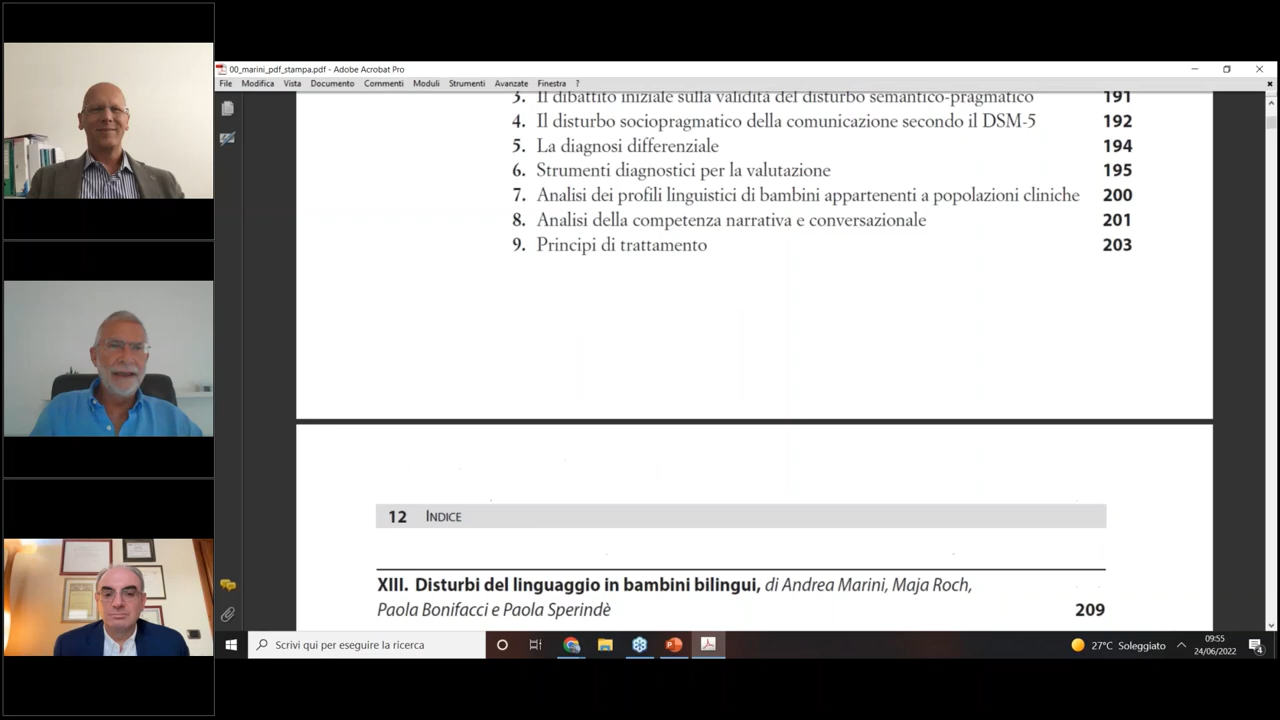 00_marini_pdf_stampa.pdf - Adobe Acrobat Pro
File Modifica Vista Documento Commenti Moduli Strumenti Avanzate Finestra ?
3. Il dibattito iniziale sulla validità del disturbo semantico-pragmatico 191
4. Il disturbo sociopragmatico della comunicazione secondo il DSM-5 192
5. La diagnosi differenziale 194
6. Strumenti diagnostici per la valutazione 195
7. Analisi dei profili linguistici di bambini appartenenti a popolazioni cliniche 200
8. Analisi della competenza narrativa e conversazionale 201
9. Principi di trattamento 203
12 INDICE
XIII. Disturbi del linguaggio in bambini bilingui, di Andrea Marini, Maja Roch,
Paola Bonifacci e Paola Sperindè 209
Scrivi qui per eseguire la ricerca
27°C Soleggiato
09:55
24/06/2022
4